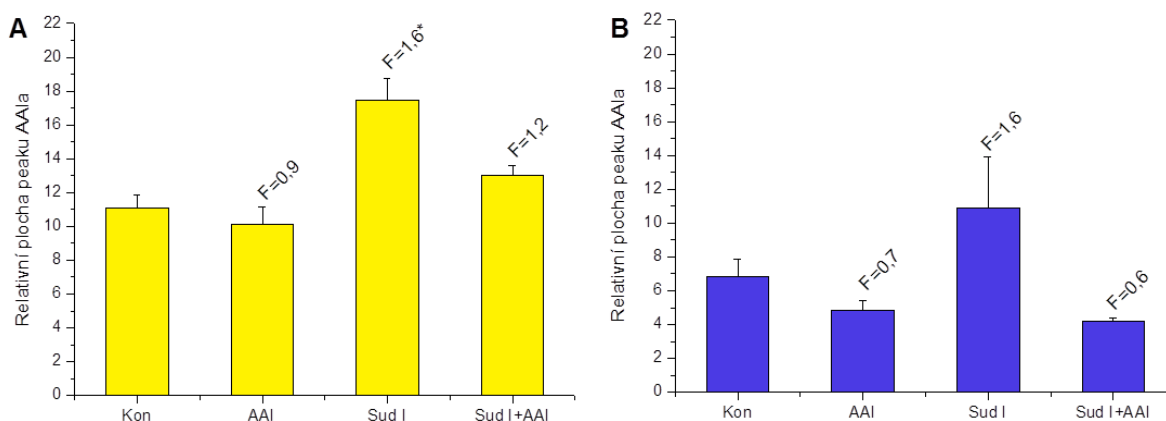 A
Relativní plocha peaku AAIa
22
20
18
16
14
12
10
8
6
4
2
0
F=0,9
F=1,6*
F=1,2
Kon
AAI
Sud I
Sud I+AAI
B
Relativní plocha peaku AAIa
22
20
18
16
14
12
10
8
6
4
2
0
F=0,7
F=1,6
F=0,6
Kon
AAI
Sud I
Sud I+AAI